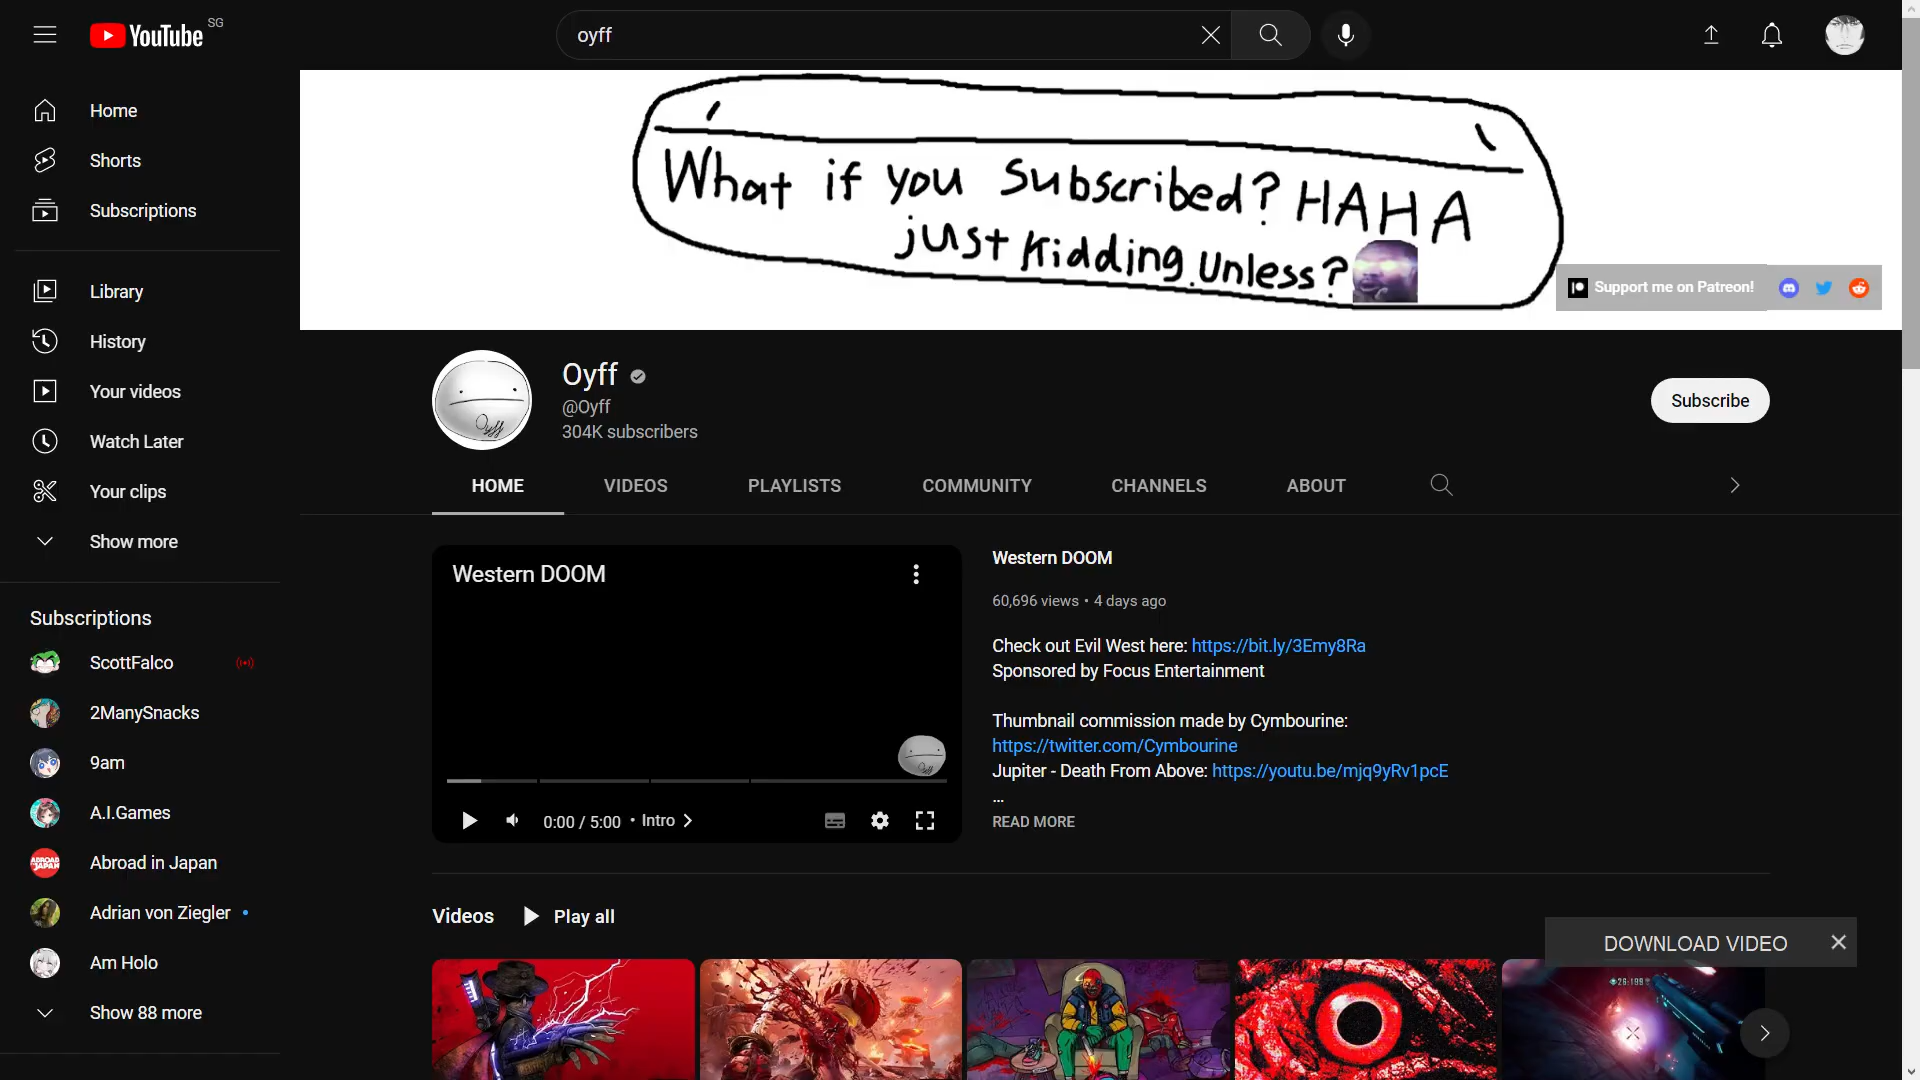 YouTube SG
oyff
Home
Shorts
Subscriptions
Library
History
Your videos
Watch Later
Your clips
Show more
Subscriptions
ScottFalco
2ManySnacks
9am
A.I.Games
Abroad in Japan
Adrian von Ziegler
Am Holo
Show 88 more
What if you Subscribed? HAHA
just kidding unless?
Support me on Patreon!
Oyff
Oyff
@Oyff
304K subscribers
Subscribe
HOME VIDEOS PLAYLISTS COMMUNITY CHANNELS ABOUT
Western DOOM
0:00 / 5:00 • Intro
Western DOOM
60,696 views • 4 days ago
Check out Evil West here: https://bit.ly/3Emy8Ra
Sponsored by Focus Entertainment
Thumbnail commission made by Cymbourine:
https://twitter.com/Cymbourine
Jupiter - Death From Above: https://youtu.be/mjq9yRv1pcE
...
READ MORE
Videos Play all
DOWNLOAD VIDEO